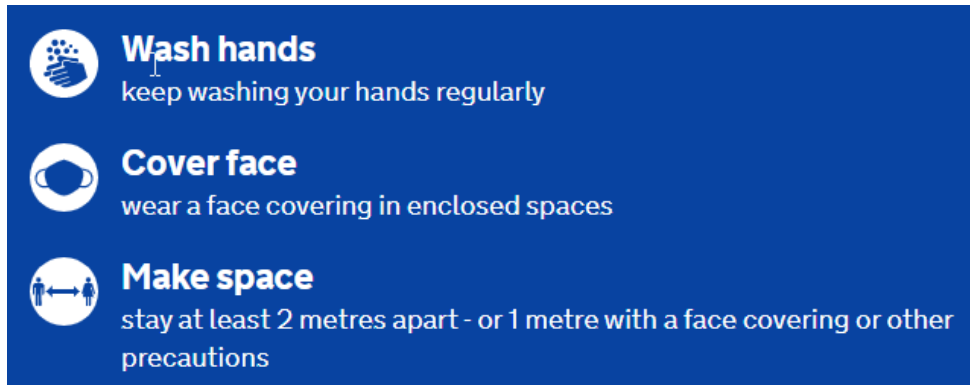 Wash hands
keep washing your hands regularly
Cover face
wear a face covering in enclosed spaces
Make space
stay at least 2 metres apart - or 1 metre with a face covering or other
precautions